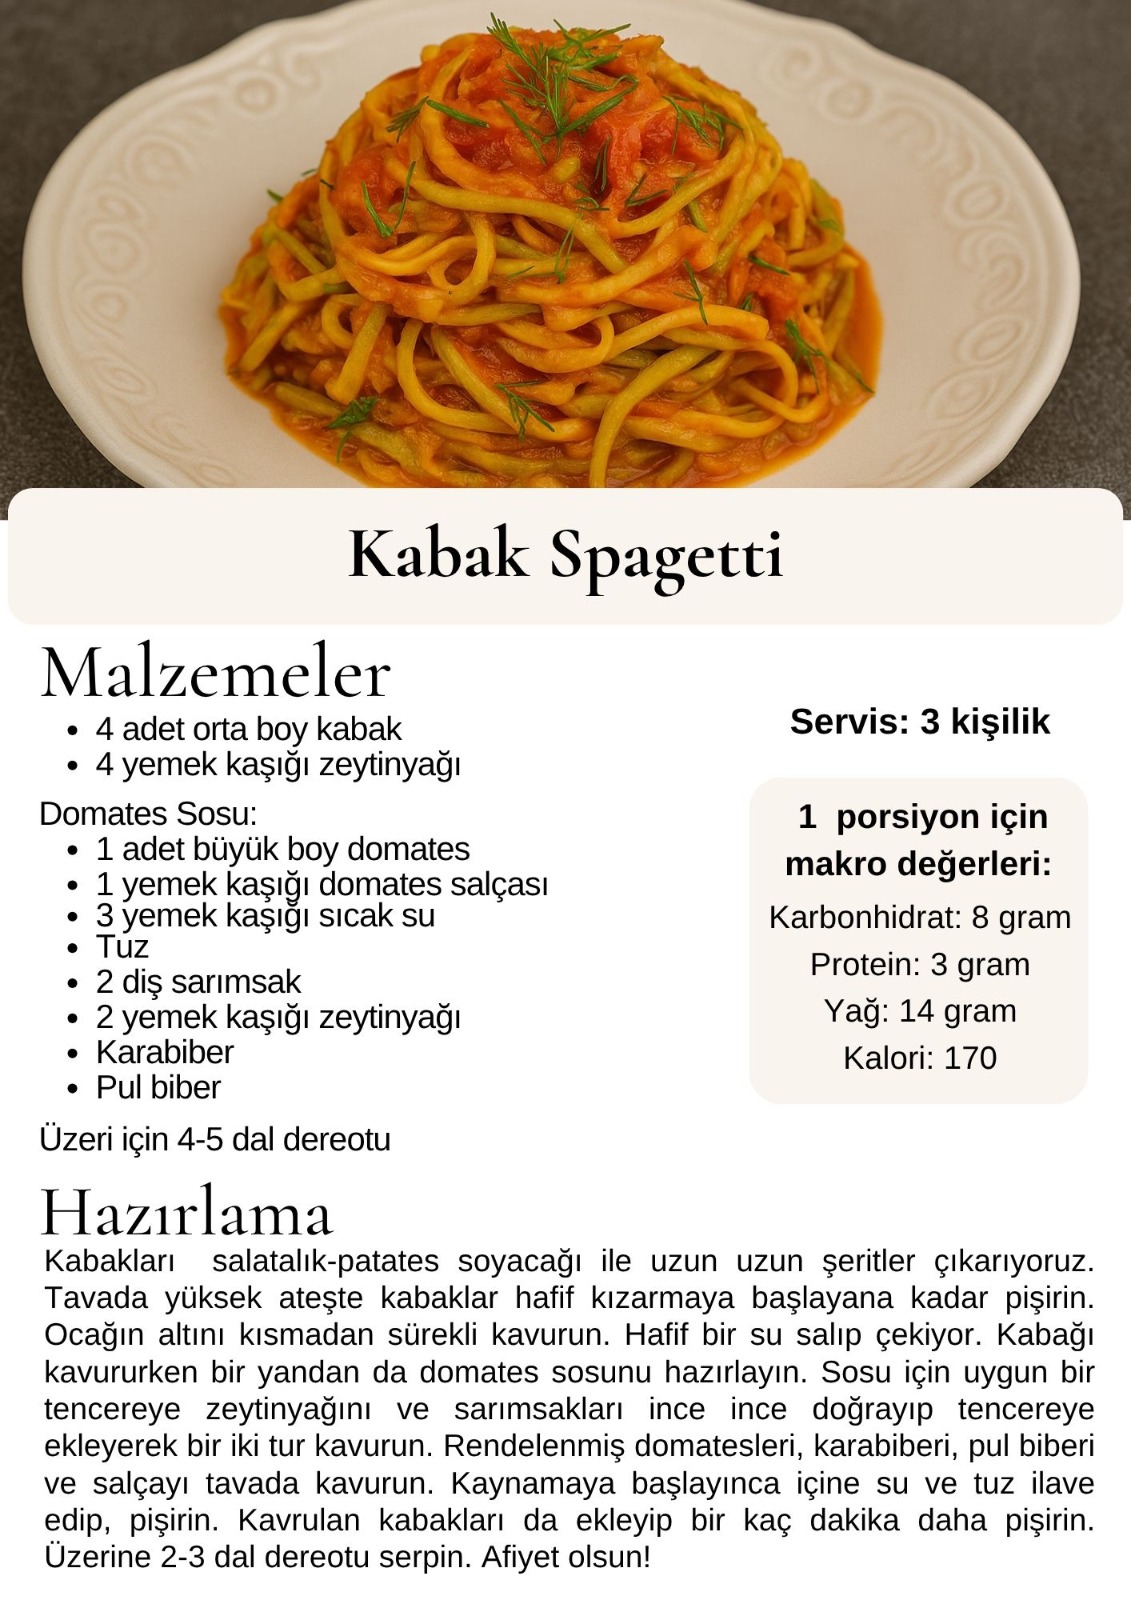 Kabak Spagetti
Malzemeler
• 4 adet orta boy kabak
• 4 yemek kaşığı zeytinyağı
Domates Sosu:
• 1 adet büyük boy domates
• 1 yemek kaşığı domates salçası
• 3 yemek kaşığı sıcak su
• Tuz
• 2 diş sarımsak
• 2 yemek kaşığı zeytinyağı
• Karabiber
• Pul biber
Üzeri için 4-5 dal dereotu
Servis: 3 kişilik
1 porsiyon için
makro değerleri:
Karbonhidrat: 8 gram
Protein: 3 gram
Yağ: 14 gram
Kalori: 170
Hazırlama
Kabakları salatalık-patates soyacağı ile uzun uzun şeritler çıkarıyoruz.
Tavada yüksek ateşte kabaklar hafif kızarmaya başlayana kadar pişirin.
Ocağın altını kısmadan sürekli kavurun. Hafif bir su salıp çekiyor. Kabağı
kavururken bir yandan da domates sosunu hazırlayın. Sosu için uygun bir
tencereye zeytinyağını ve sarımsakları ince ince doğrayıp tencereye
ekleyerek bir iki tur kavurun. Rendelenmiş domatesleri, karabiberi, pul biberi
ve salçayı tavada kavurun. Kaynamaya başlayınca içine su ve tuz ilave
edip, pişirin. Kavrulan kabakları da ekleyip bir kaç dakika daha pişirin.
Üzerine 2-3 dal dereotu serpin. Afiyet olsun!